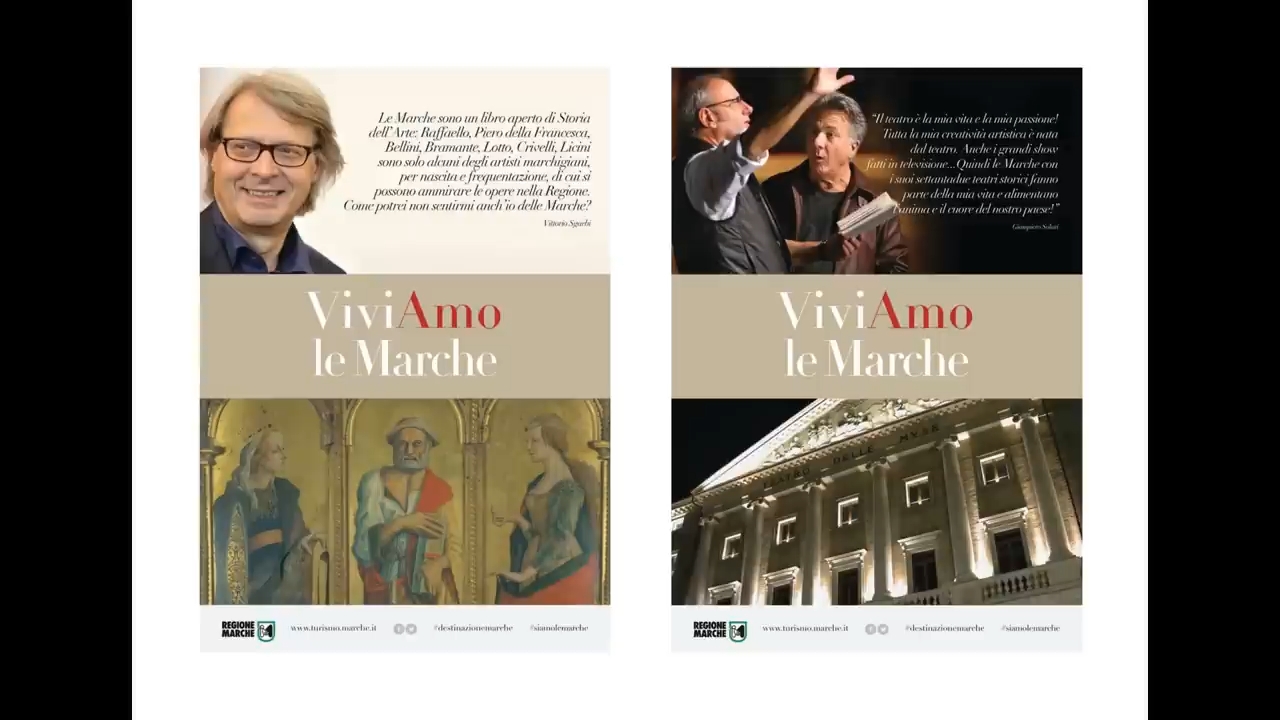 Le Marche sono un libro aperto di Storia
dell'Arte: Raffaello, Piero della Francesca,
Bellini, Bramante, Lotto, Crivelli, Licini
sono solo alcuni degli artisti marchigiani,
per nascita e frequentazione, di cui si
possono ammirare le opere nella Regione.
Come potrei non sentirmi anch'io delle Marche?
Vittorio Sgarbi
ViviAmo
le Marche
REGIONE
MARCHE
www.turismo.marche.it
#destinazionemarche
#siamolemarche
"Il teatro è la mia vita e la mia passione!
Tutta la mia creatività artistica è nata
dal teatro. Anche i grandi show
fatti in televisione...Quindi le Marche con
i suoi settantadue teatri storici fanno
parte della mia vita e alimentano
l'anima e il cuore del nostro paese!"
Giampiero Solari
ViviAmo
le Marche
TEATRO DELLE MVSE
REGIONE
MARCHE
www.turismo.marche.it
#destinazionemarche
#siamolemarche